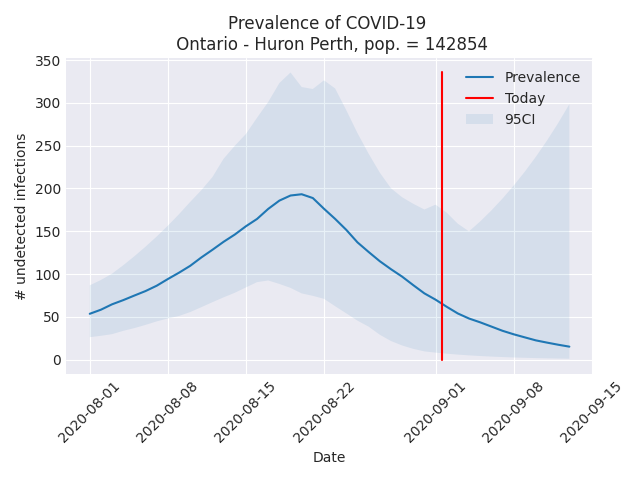 Prevalence of COVID-19
Ontario - Huron Perth, pop. = 142854
350
300
250
200
150
100
50
0
# undetected infections
Prevalence
Today
95CI
2020-08-01
2020-08-08
2020-08-15
2020-08-22
2020-09-01
2020-09-08
2020-09-15
Date